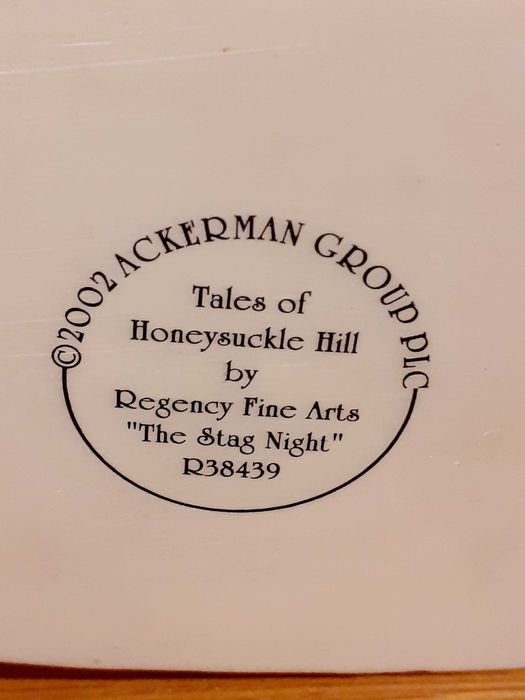 ©2002 ACKERMAN GROUP PLC
Tales of
Honeysuckle Hill
by
Regency Fine Arts
"The Stag Night"
R38439